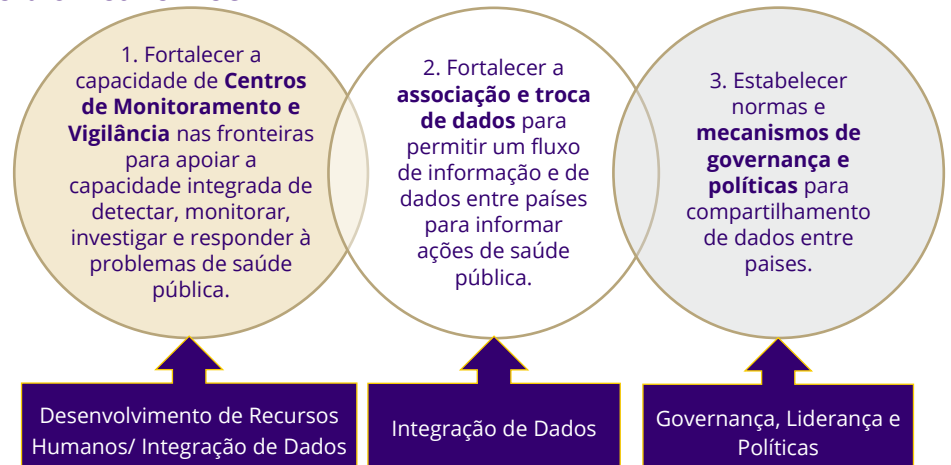 1. Fortalecer a
capacidade de Centros
de Monitoramento e
Vigilância nas fronteiras
para apoiar a
capacidade integrada de
detectar, monitorar,
investigar e responder à
problemas de saúde
pública.
2. Fortalecer a
associação e troca
de dados para
permitir um fluxo
de informação e de
dados entre países
para informar
ações de saúde
pública.
3. Estabelecer
normas e
mecanismos de
governança e
políticas para
compartilhamento
de dados entre
paises.
Desenvolvimento de Recursos
Humanos/ Integração de Dados
Integração de Dados
Governança, Liderança e
Políticas